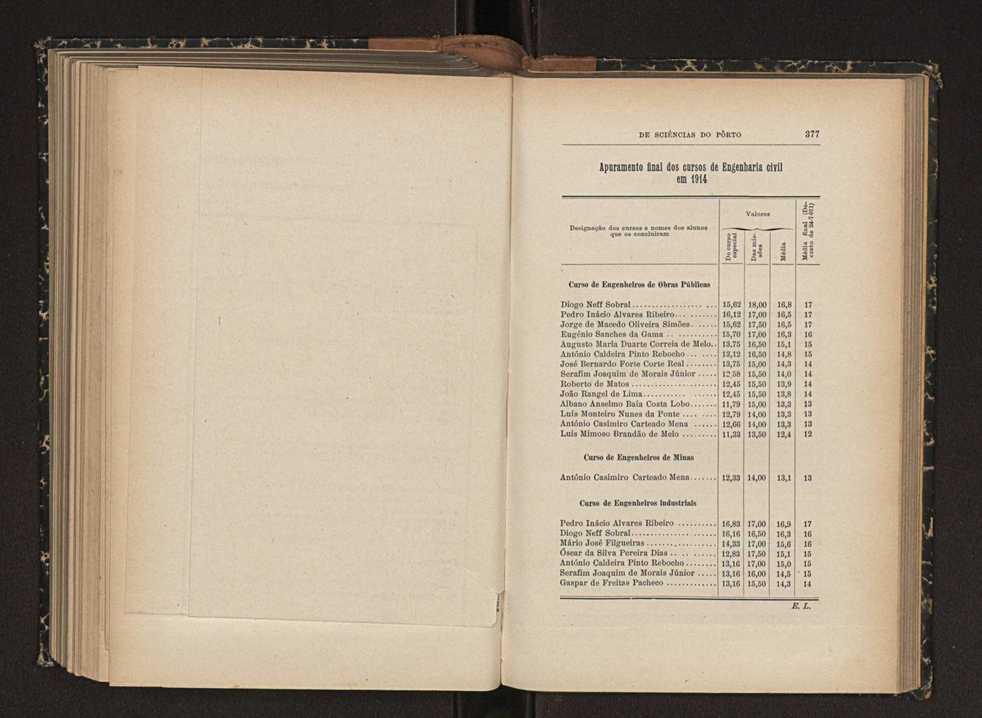 DE SCIÊNCIAS DO PÔRTO 377
Apuramento final dos cursos de Engenharia civil
em 1914
Designação dos cursos e nomes dos alunos
que os concluíram
Valores
Do curso
especial
Das mis-
sões
Média
Média final (De-
creto de
Curso de Engenheiros de Obras Públicas
Diogo Neff Sobral 15,62 18,00 16,8 17
Pedro Inácio Alvares Ribeiro 16,12 17,00 16,5 17
Jorge de Macedo Oliveira Simões 15,62 17,50 16,5 17
Eugénio Sanches da Gama 15,70 17,00 16,3 16
Augusto Maria Duarte Correia de Melo 13,75 16,50 15,1 15
António Caldeira Pinto Rebocho 13,12 16,50 14,8 15
José Bernardo Forte Corte Real 13,75 15,00 14,3 14
Serafim Joaquim de Morais Júnior 12,58 15,50 14,0 14
Roberto de Matos 12,45 15,50 13,9 14
João Rangel de Lima 12,45 15,50 13,8 14
Albano Anselmo Baía Costa Lobo 11,79 15,00 13,3 13
Luís Monteiro Nunes da Ponte 12,79 14,00 13,3 13
António Casimiro Carteado Mena 12,66 14,00 13,3 13
Luís Mimoso Brandão de Melo 11,33 13,50 12,4 12
Curso de Engenheiros de Minas
António Casimiro Carteado Mena 12,33 14,00 13,1 13
Curso de Engenheiros industriais
Pedro Inácio Alvares Ribeiro 16,83 17,00 16,9 17
Diogo Neff Sobral 16,16 16,50 16,3 16
Mário José Filgueiras 14,33 17,00 15,6 16
Óscar da Silva Pereira Dias 12,83 17,50 15,1 15
António Caldeira Pinto Rebocho 13,16 17,00 15,0 15
Serafim Joaquim de Morais Júnior 13,16 16,00 14,5 15
Gaspar de Freitas Pacheco 13,16 15,50 14,3 14
E. L.